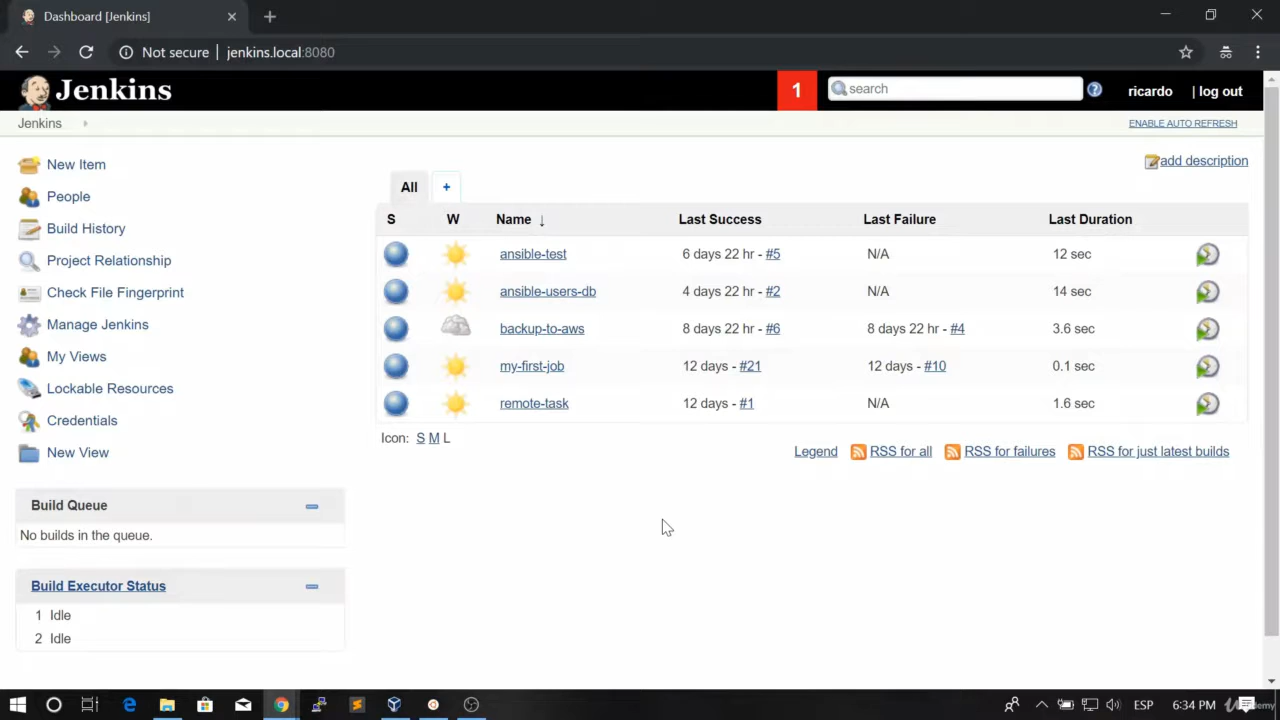 Dashboard [Jenkins]
Not secure | jenkins.local:8080
Jenkins
1
search
ricardo
| log out
Jenkins
ENABLE AUTO REFRESH
New Item
People
Build History
Project Relationship
Check File Fingerprint
Manage Jenkins
My Views
Lockable Resources
Credentials
New View
Build Queue
No builds in the queue.
Build Executor Status
1 Idle
2 Idle
add description
All +
S W Name ↓ Last Success Last Failure Last Duration
ansible-test 6 days 22 hr - #5 N/A 12 sec
ansible-users-db 4 days 22 hr - #2 N/A 14 sec
backup-to-aws 8 days 22 hr - #6 8 days 22 hr - #4 3.6 sec
my-first-job 12 days - #21 12 days - #10 0.1 sec
remote-task 12 days - #1 N/A 1.6 sec
Icon: S M L
Legend RSS for all RSS for failures RSS for just latest builds
ESP 6:34 PM